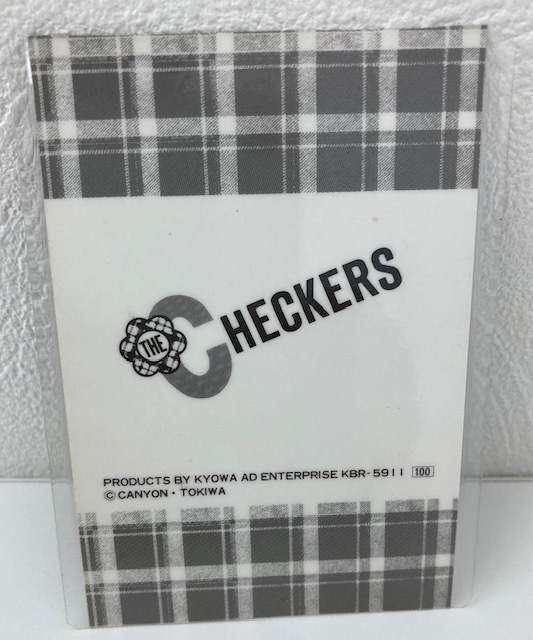 THE CHECKERS
PRODUCTS BY KYOWA AD ENTERPRISE KBR-5911 100
© CANYON・TOKIWA